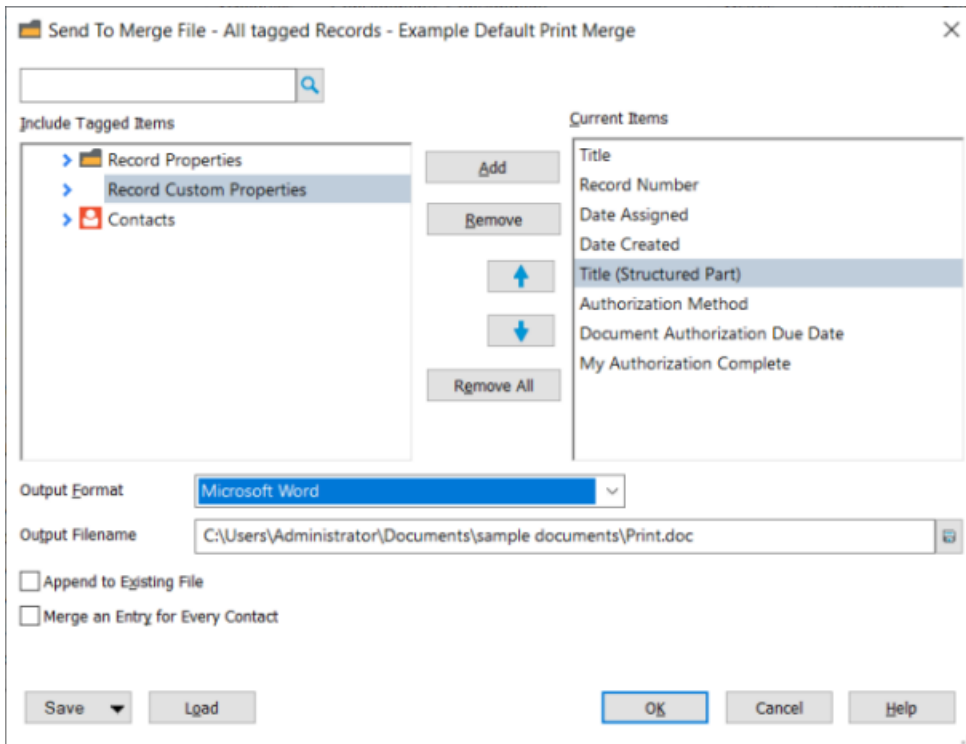 Send To Merge File - All tagged Records - Example Default Print Merge
Include Tagged Items
Record Properties
Record Custom Properties
Contacts
Add
Remove
Remove All
Current Items
Title
Record Number
Date Assigned
Date Created
Title (Structured Part)
Authorization Method
Document Authorization Due Date
My Authorization Complete
Output Format
Microsoft Word
Output Filename
C:\Users\Administrator\Documents\sample documents\Print.doc
Append to Existing File
Merge an Entry for Every Contact
Save
Load
OK
Cancel
Help